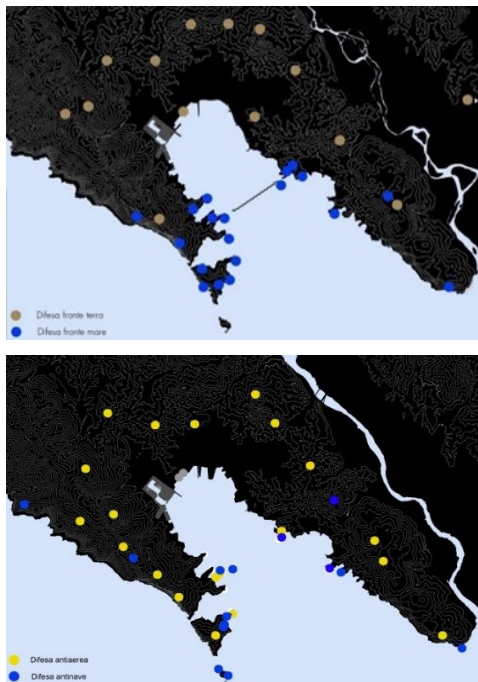 Difesa fronte terra
Difesa fronte mare
Difesa antiaerea
Difesa antinave